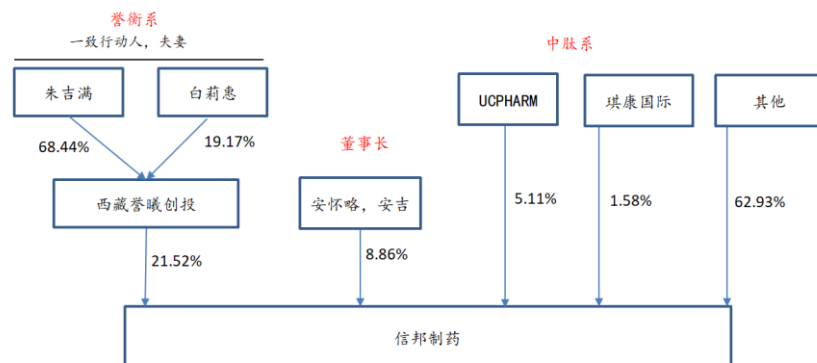 誉衡系
一致行动人，夫妻
中肽系
朱吉满
白莉惠
UCPHARM
琪康国际
其他
68.44%
19.17%
董事长
西藏誉曦创投
安怀略，安吉
5.11%
1.58%
62.93%
21.52%
8.86%
信邦制药